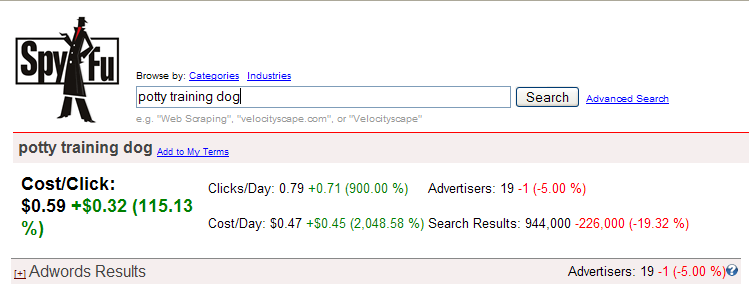 Spy Fu
Browse by: Categories Industries
potty training dog Search Advanced Search
e.g. "Web Scraping", "velocityscape.com", or "Velocityscape"
potty training dog Add to My Terms
Cost/Click:
$0.59 +$0.32 (115.13
%)
Clicks/Day: 0.79 +0.71 (900.00 %) Advertisers: 19 -1 (-5.00 %)
Cost/Day: $0.47 +$0.45 (2,048.58 %) Search Results: 944,000 -226,000 (-19.32 %)
[+] Adwords Results Advertisers: 19 -1 (-5.00 %)?